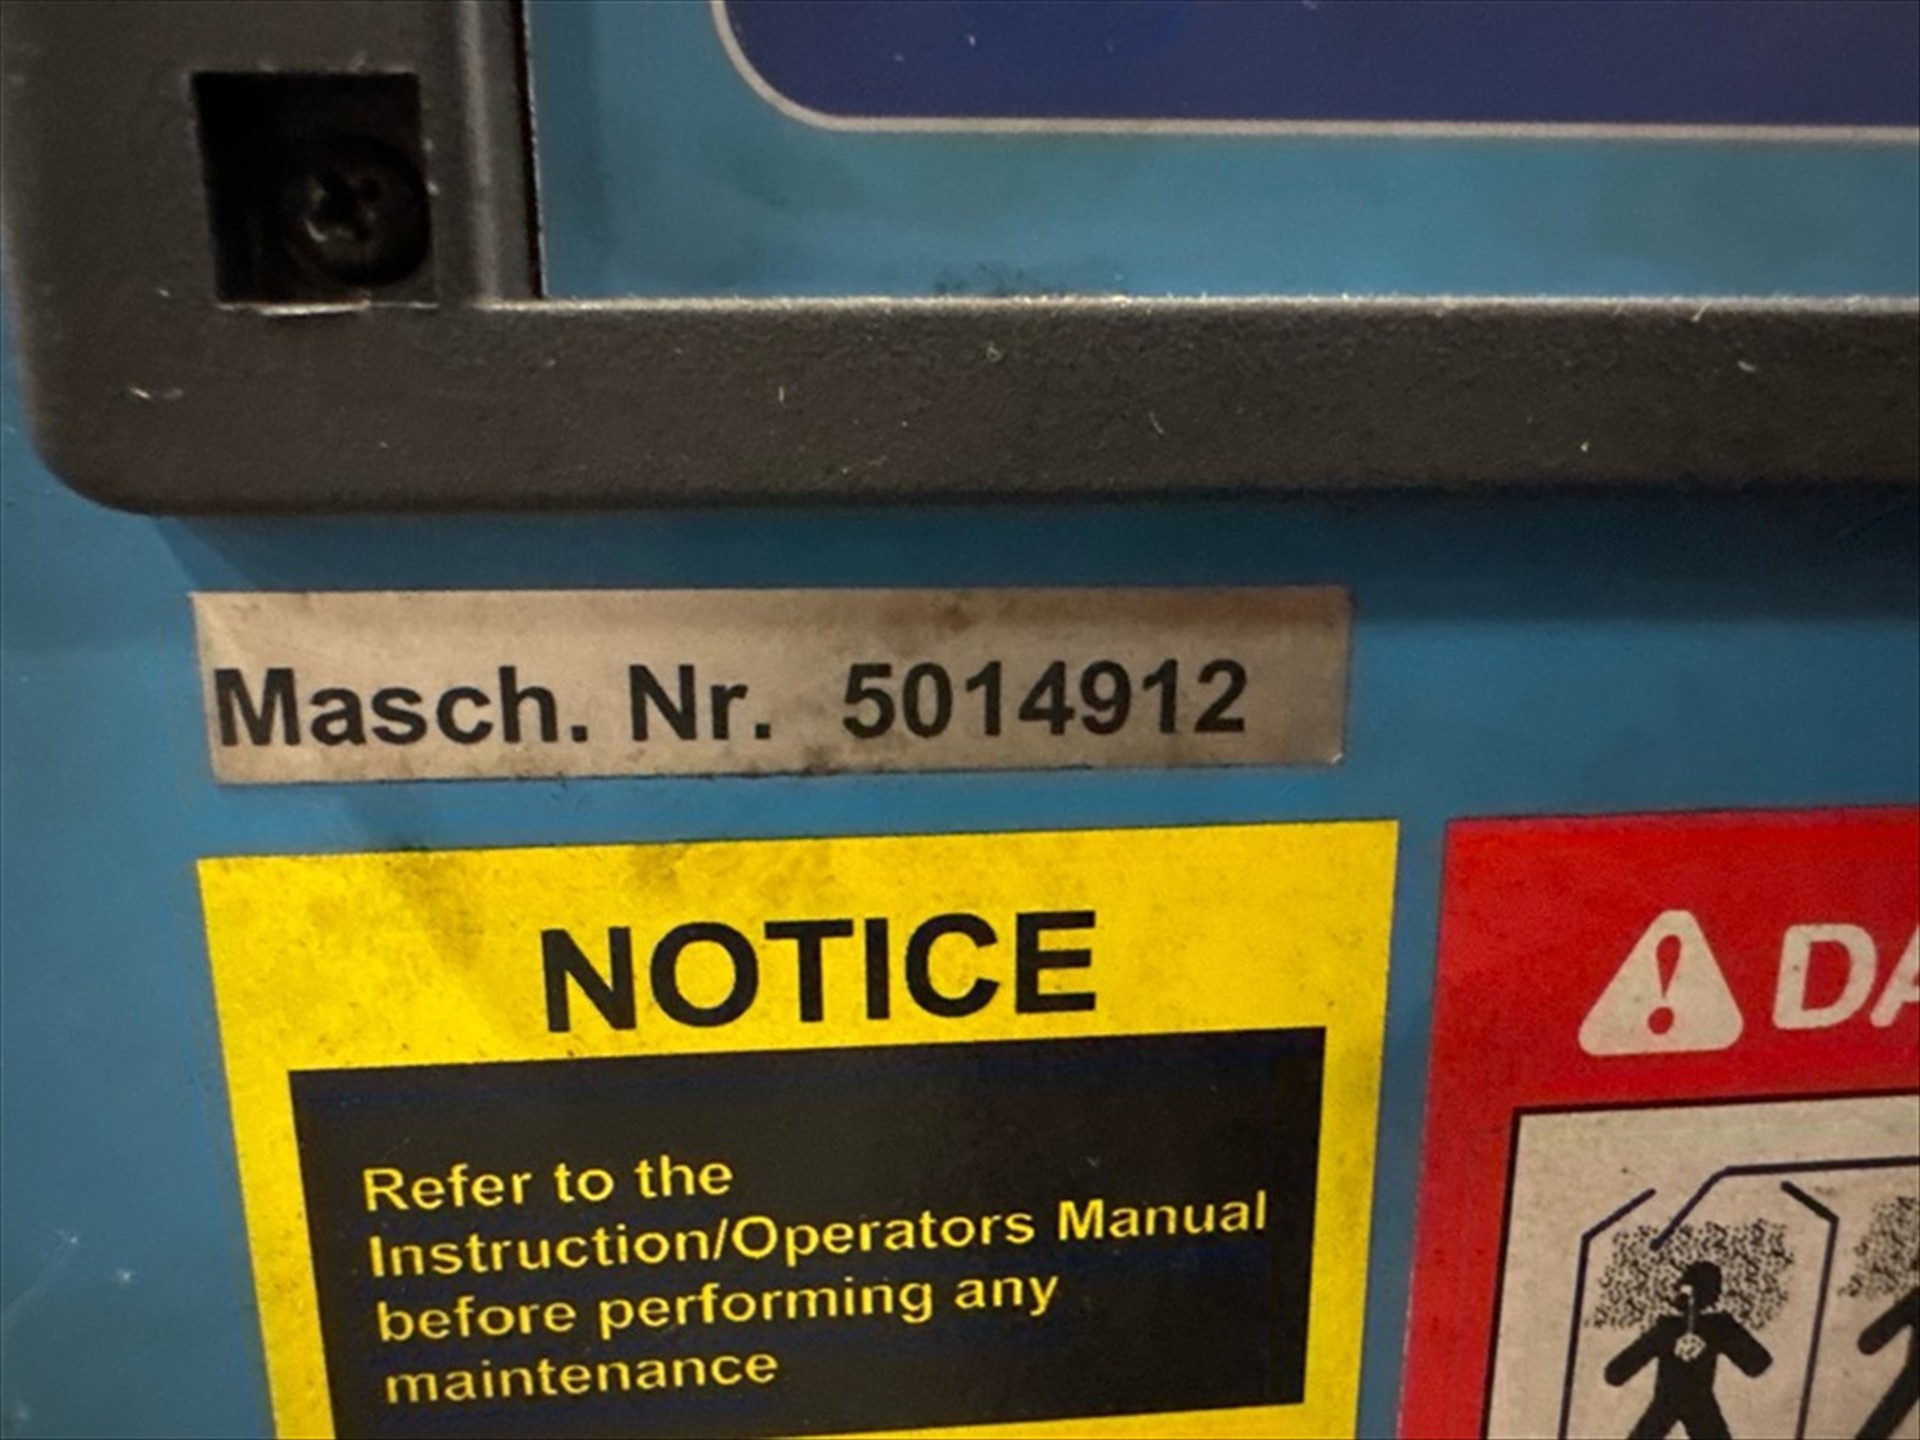 Masch. Nr. 5014912
NOTICE
Refer to the
Instruction/Operators Manual
before performing any
maintenance